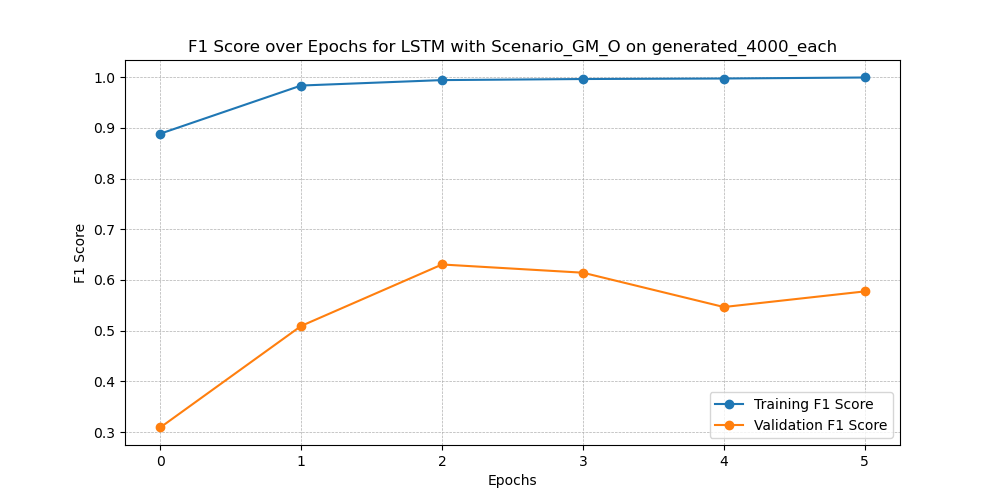 F1 Score over Epochs for LSTM with Scenario_GM_O on generated_4000_each
F1 Score
1.0
0.9
0.8
0.7
0.6
0.5
0.4
0.3
Training F1 Score
Validation F1 Score
0 1 2 3 4 5
Epochs